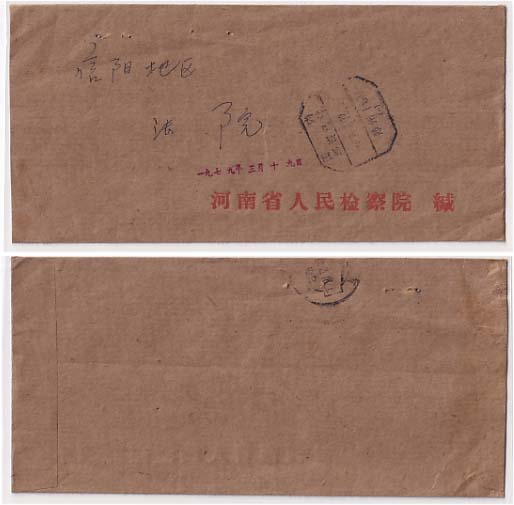 信阳地区
法 院
一九七九年三月十九日
河南省人民检察院 缄